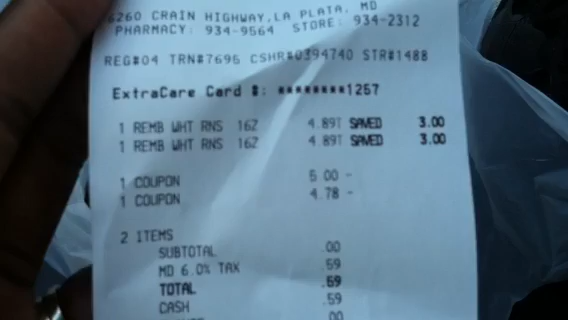 6260 CRAIN HIGHWAY,LA PLATA, MD
PHARMACY: 934-9564 STORE: 934-2312
REG#04 TRN#7696 CSHR#0394740 STR#1488
ExtraCare Card #: ********1257
1 REMB WHT RNS 16Z 4.89T SAVED 3.00
1 REMB WHT RNS 16Z 4.89T SAVED 3.00
1 COUPON 5.00 -
1 COUPON 4.78 -
2 ITEMS
SUBTOTAL .00
MD 6.0% TAX .59
TOTAL .59
CASH .59
.00